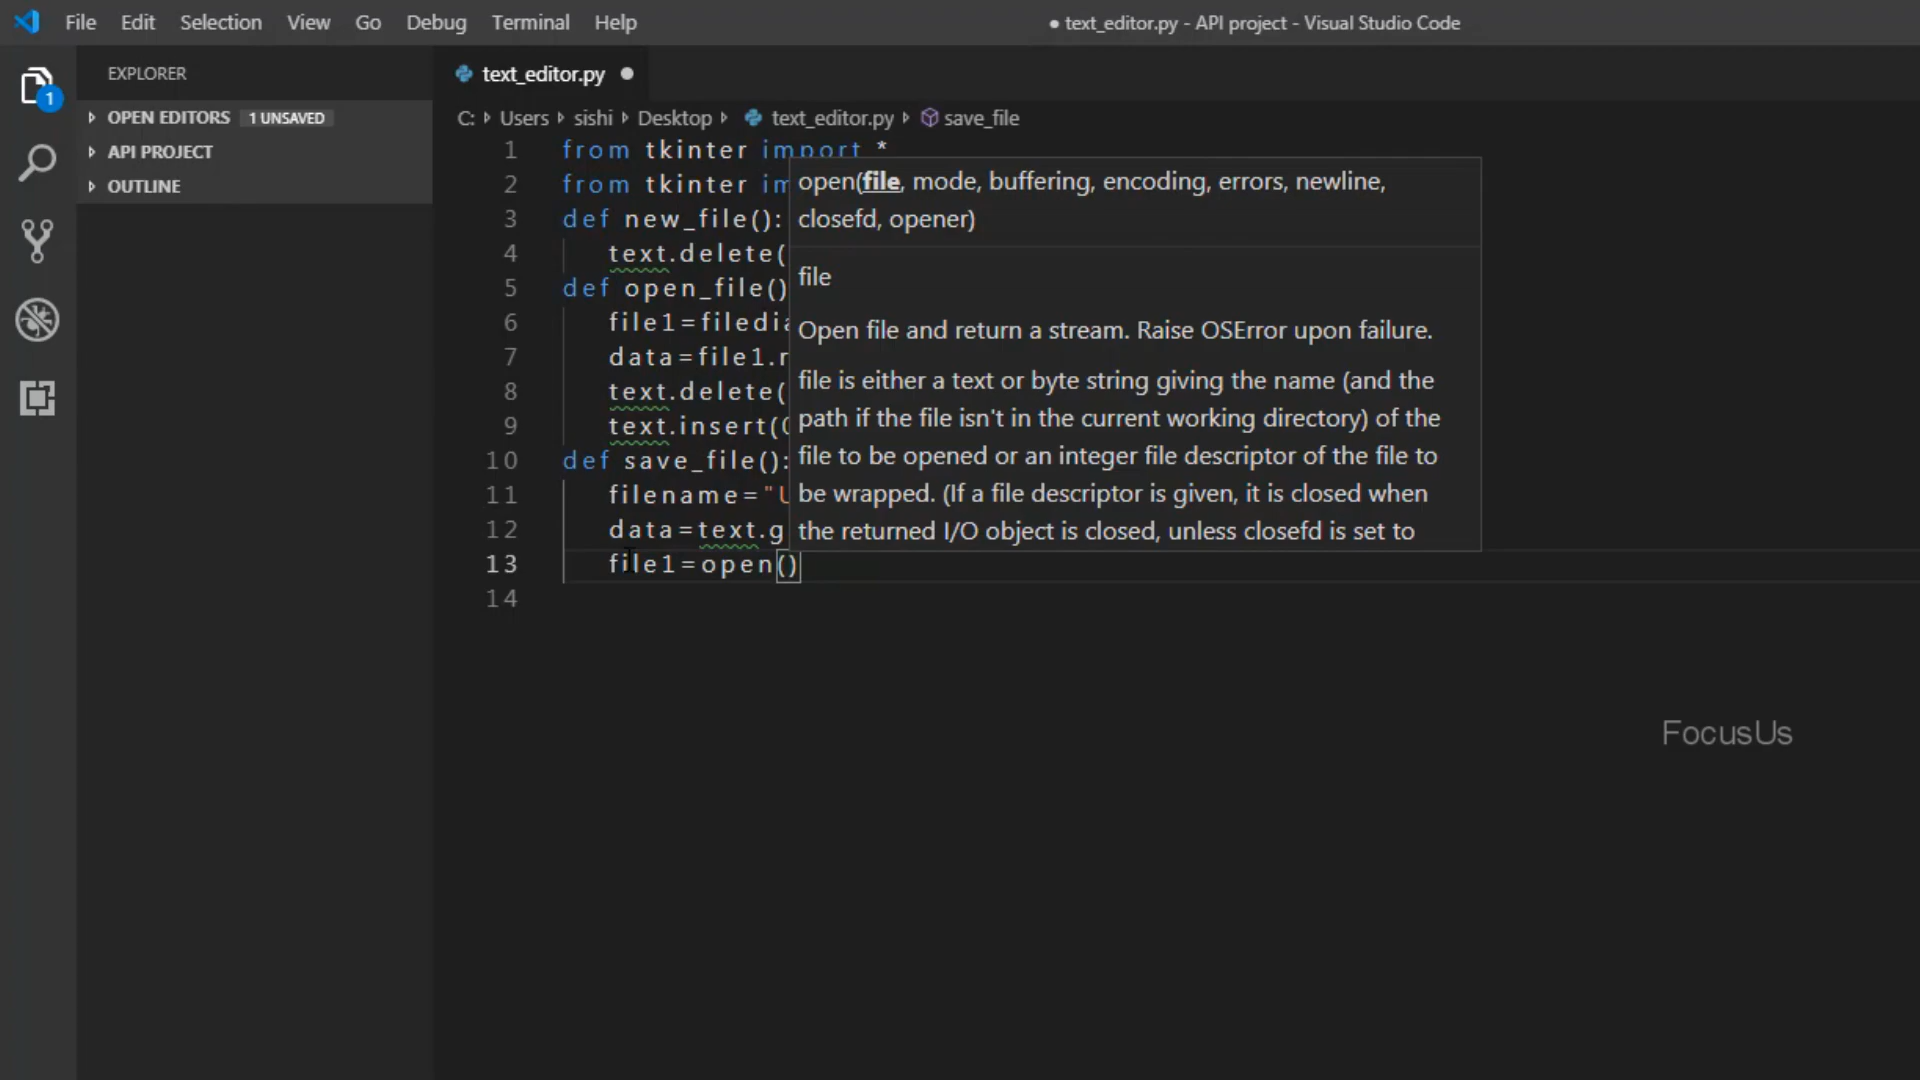 File Edit Selection View Go Debug Terminal Help ● text_editor.py - API project - Visual Studio Code
EXPLORER
1
OPEN EDITORS 1 UNSAVED
API PROJECT
OUTLINE
text_editor.py
C: Users sishi Desktop text_editor.py save_file
1 from tkinter import *
2 from tkinter im
3 def new_file():
4 text.delete(
5 def open_file()
6 file1=filedia
7 data=file1.r
8 text.delete(
9 text.insert(
10 def save_file():
11 filename="U
12 data=text.g
13 file1=open()
14
open(file, mode, buffering, encoding, errors, newline,
closefd, opener)
file
Open file and return a stream. Raise OSError upon failure.
file is either a text or byte string giving the name (and the
path if the file isn't in the current working directory) of the
file to be opened or an integer file descriptor of the file to
be wrapped. (If a file descriptor is given, it is closed when
the returned I/O object is closed, unless closefd is set to
FocusUs